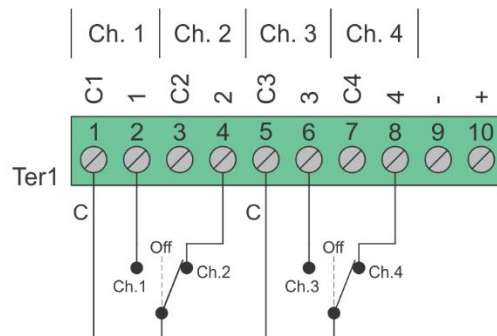 Ch. 1 Ch. 2 Ch. 3 Ch. 4
C1 1 C2 2 C3 3 C4 4 - +
1 2 3 4 5 6 7 8 9 10
Ter1
C C
Off Off
Ch.1 Ch.2 Ch.3 Ch.4